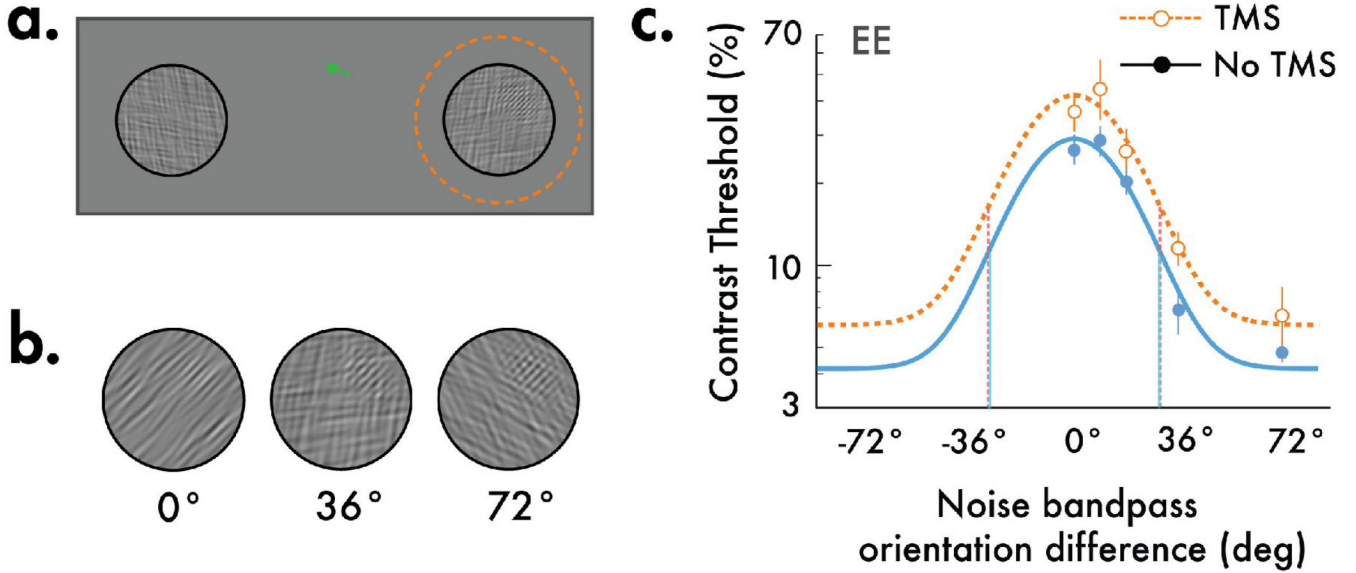 a.
b.
0° 36° 72°
c.
EE
TMS
No TMS
Contrast Threshold (%)
70
10
3
-72° -36° 0° 36° 72°
Noise bandpass
orientation difference (deg)